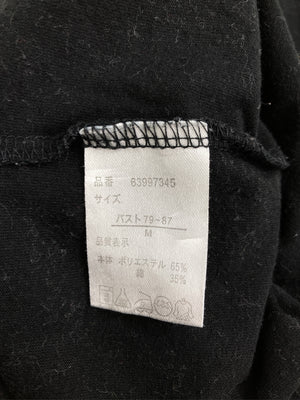 品番 63997345
サイズ
バスト79-87
M
品質表示
本体 ポリエステル 65%
綿 35%